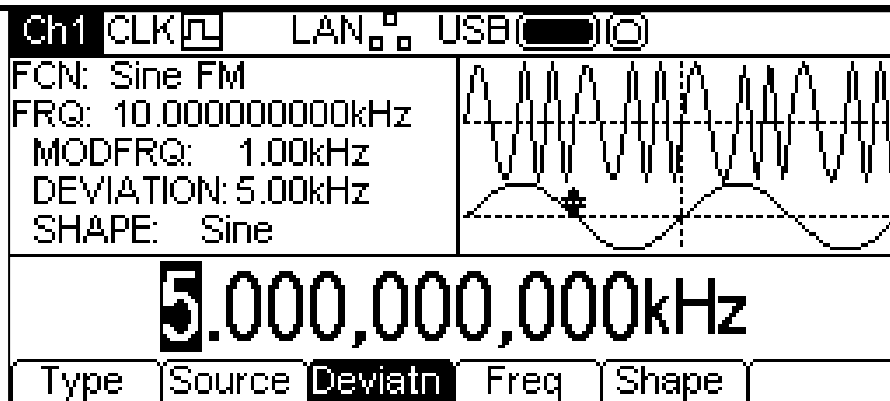 Ch1 CLK LAN USB
FCN: Sine FM
FRQ: 10.000000000kHz
MODFRQ: 1.00kHz
DEVIATION: 5.00kHz
SHAPE: Sine
5.000,000,000kHz
Type Source Deviatn Freq Shape